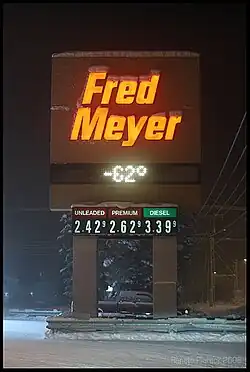 Fred
Meyer
-62°
UNLEADED PREMIUM DIESEL
2.42⁹ 2.62⁹ 3.39⁹